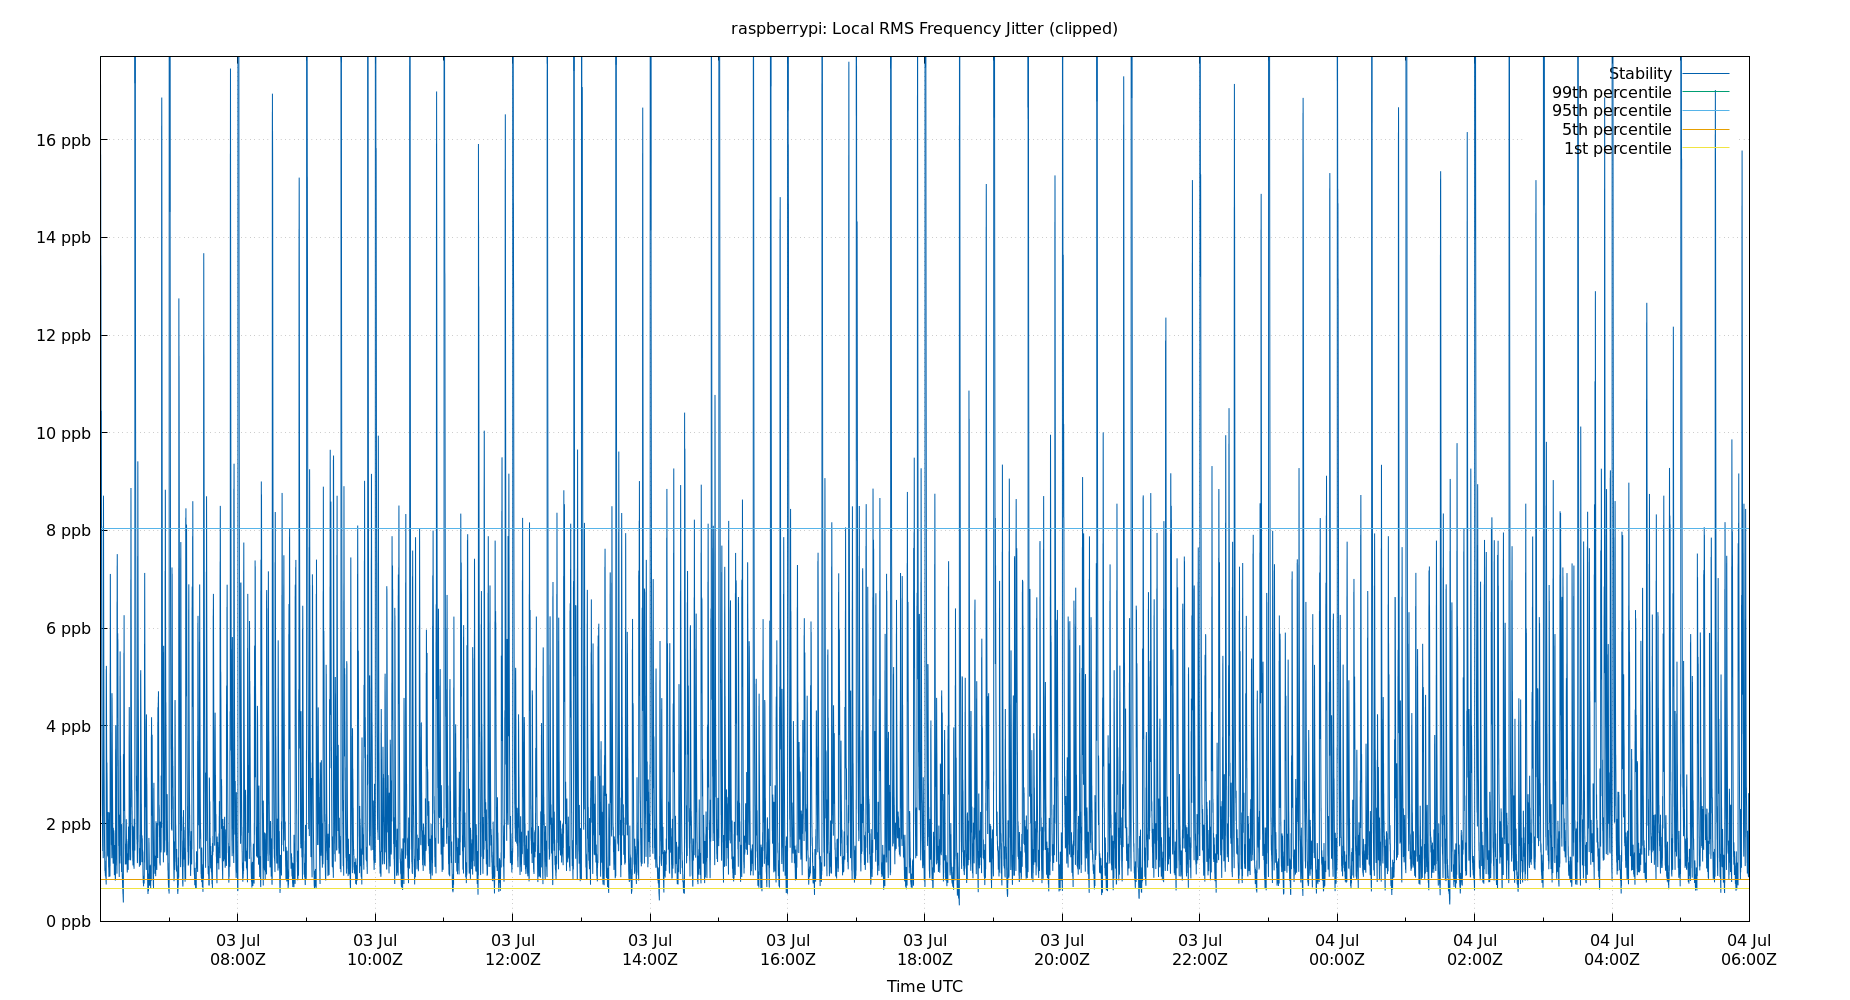 raspberrypi: Local RMS Frequency Jitter (clipped)
Stability
99th percentile
95th percentile
5th percentile
1st percentile
16 ppb
14 ppb
12 ppb
10 ppb
8 ppb
6 ppb
4 ppb
2 ppb
0 ppb
03 Jul 03 Jul 03 Jul 03 Jul 03 Jul 03 Jul 03 Jul 03 Jul 04 Jul 04 Jul 04 Jul 04 Jul
08:00Z 10:00Z 12:00Z 14:00Z 16:00Z 18:00Z 20:00Z 22:00Z 00:00Z 02:00Z 04:00Z 06:00Z
Time UTC